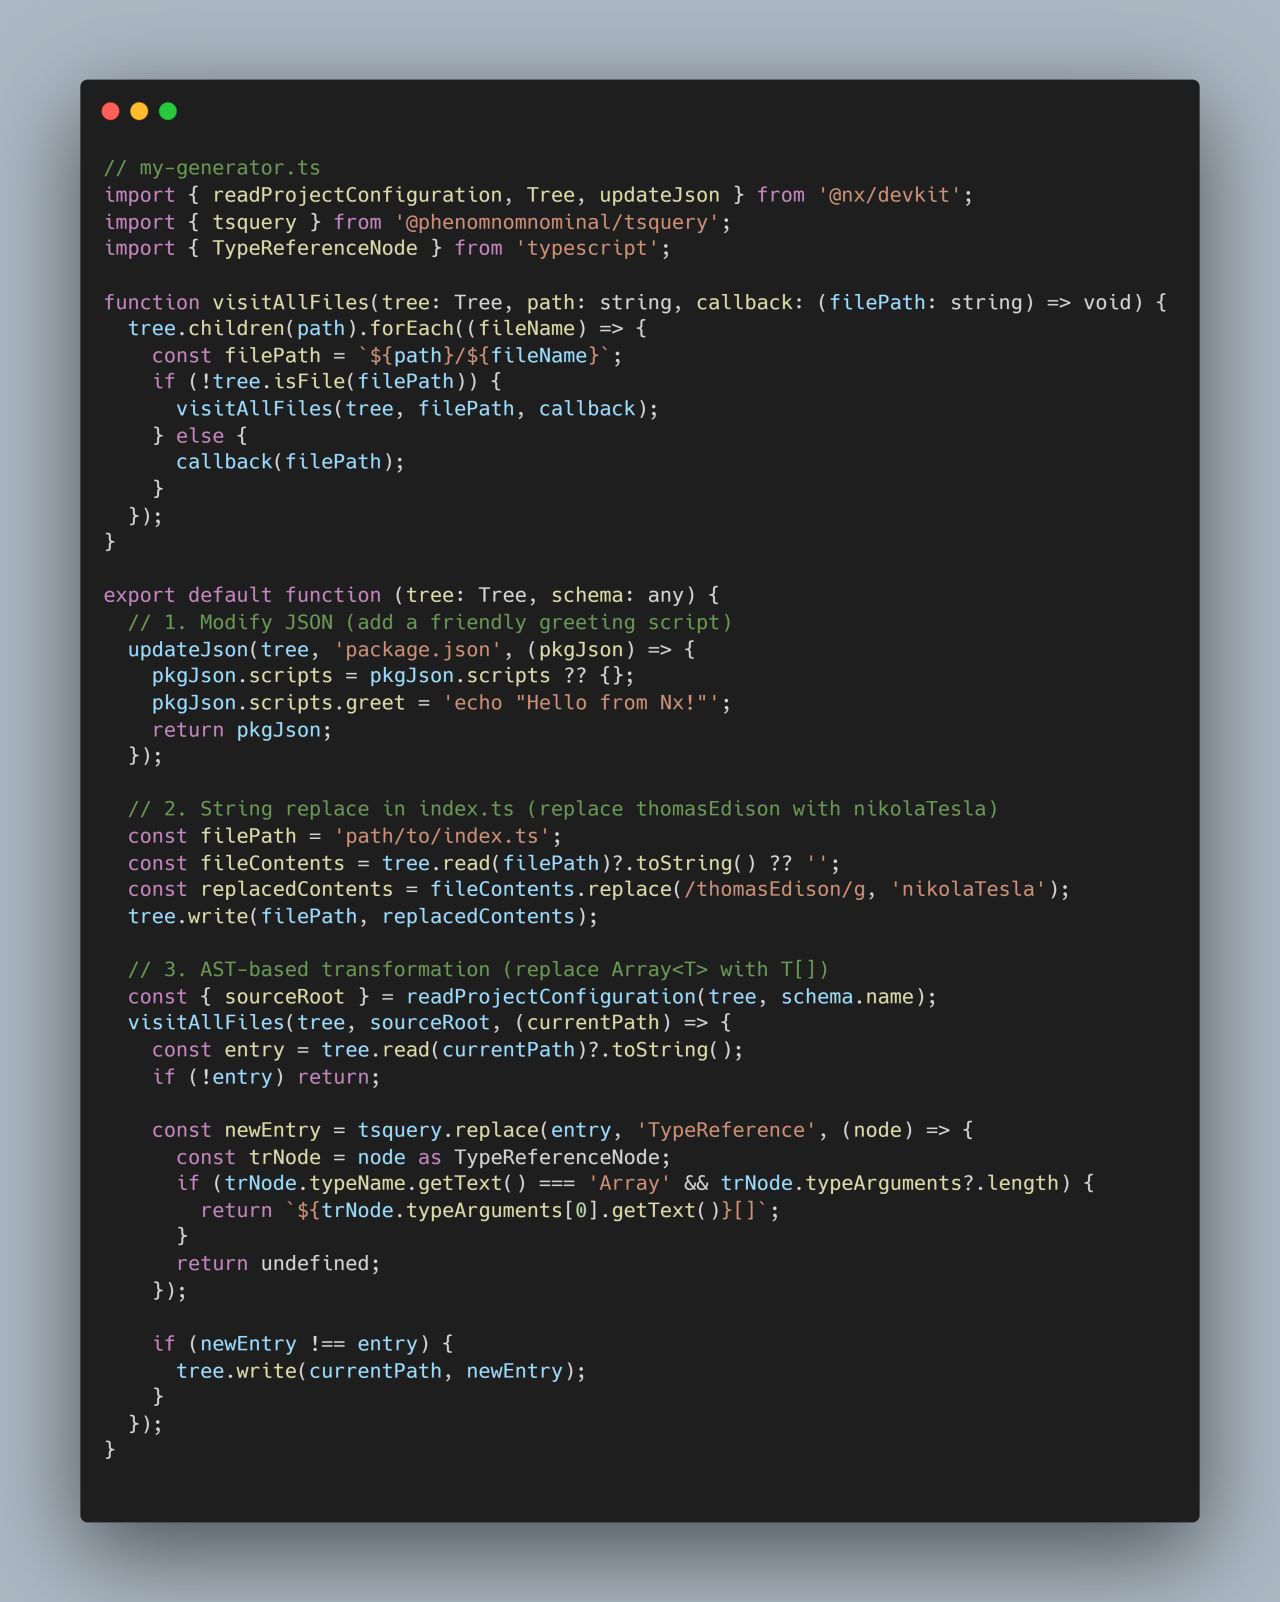 // my-generator.ts
import { readProjectConfiguration, Tree, updateJson } from '@nx/devkit';
import { tsquery } from '@phenomnomnominal/tsquery';
import { TypeReferenceNode } from 'typescript';

function visitAllFiles(tree: Tree, path: string, callback: (filePath: string) => void) {
  tree.children(path).forEach((fileName) => {
    const filePath = `${path}/${fileName}`;
    if (!tree.isFile(filePath)) {
      visitAllFiles(tree, filePath, callback);
    } else {
      callback(filePath);
    }
  });
}

export default function (tree: Tree, schema: any) {
  // 1. Modify JSON (add a friendly greeting script)
  updateJson(tree, 'package.json', (pkgJson) => {
    pkgJson.scripts = pkgJson.scripts ?? {};
    pkgJson.scripts.greet = 'echo "Hello from Nx!"';
    return pkgJson;
  });

  // 2. String replace in index.ts (replace thomasEdison with nikolaTesla)
  const filePath = 'path/to/index.ts';
  const fileContents = tree.read(filePath)?.toString() ?? '';
  const replacedContents = fileContents.replace(/thomasEdison/g, 'nikolaTesla');
  tree.write(filePath, replacedContents);

  // 3. AST-based transformation (replace Array<T> with T[])
  const { sourceRoot } = readProjectConfiguration(tree, schema.name);
  visitAllFiles(tree, sourceRoot, (currentPath) => {
    const entry = tree.read(currentPath)?.toString();
    if (!entry) return;

    const newEntry = tsquery.replace(entry, 'TypeReference', (node) => {
      const trNode = node as TypeReferenceNode;
      if (trNode.typeName.getText() === 'Array' && trNode.typeArguments?.length) {
        return `${trNode.typeArguments[0].getText()}[]`;
      }
      return undefined;
    });

    if (newEntry !== entry) {
      tree.write(currentPath, newEntry);
    }
  });
}